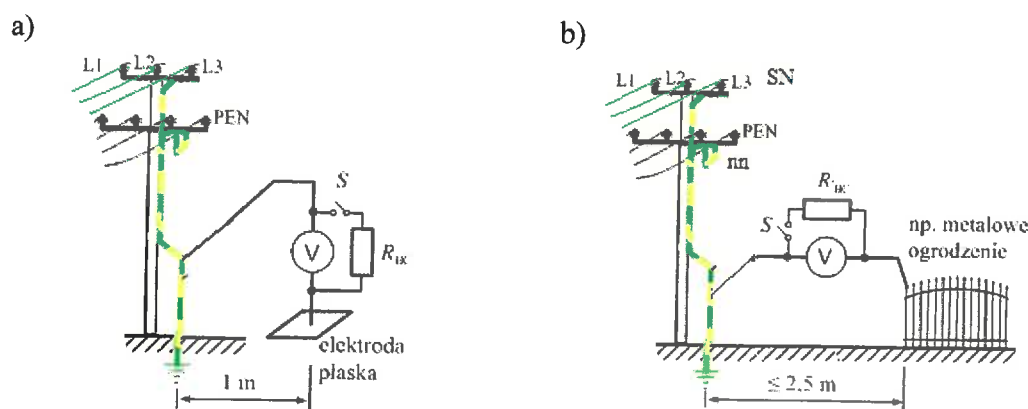 a)
L1 L2 L3
PEN
S
V
elektroda
płaska
1 m
b)
L1 L2 L3 SN
PEN
nn
S
V
np. metalowe
ogrodzenie
≤ 2,5 m